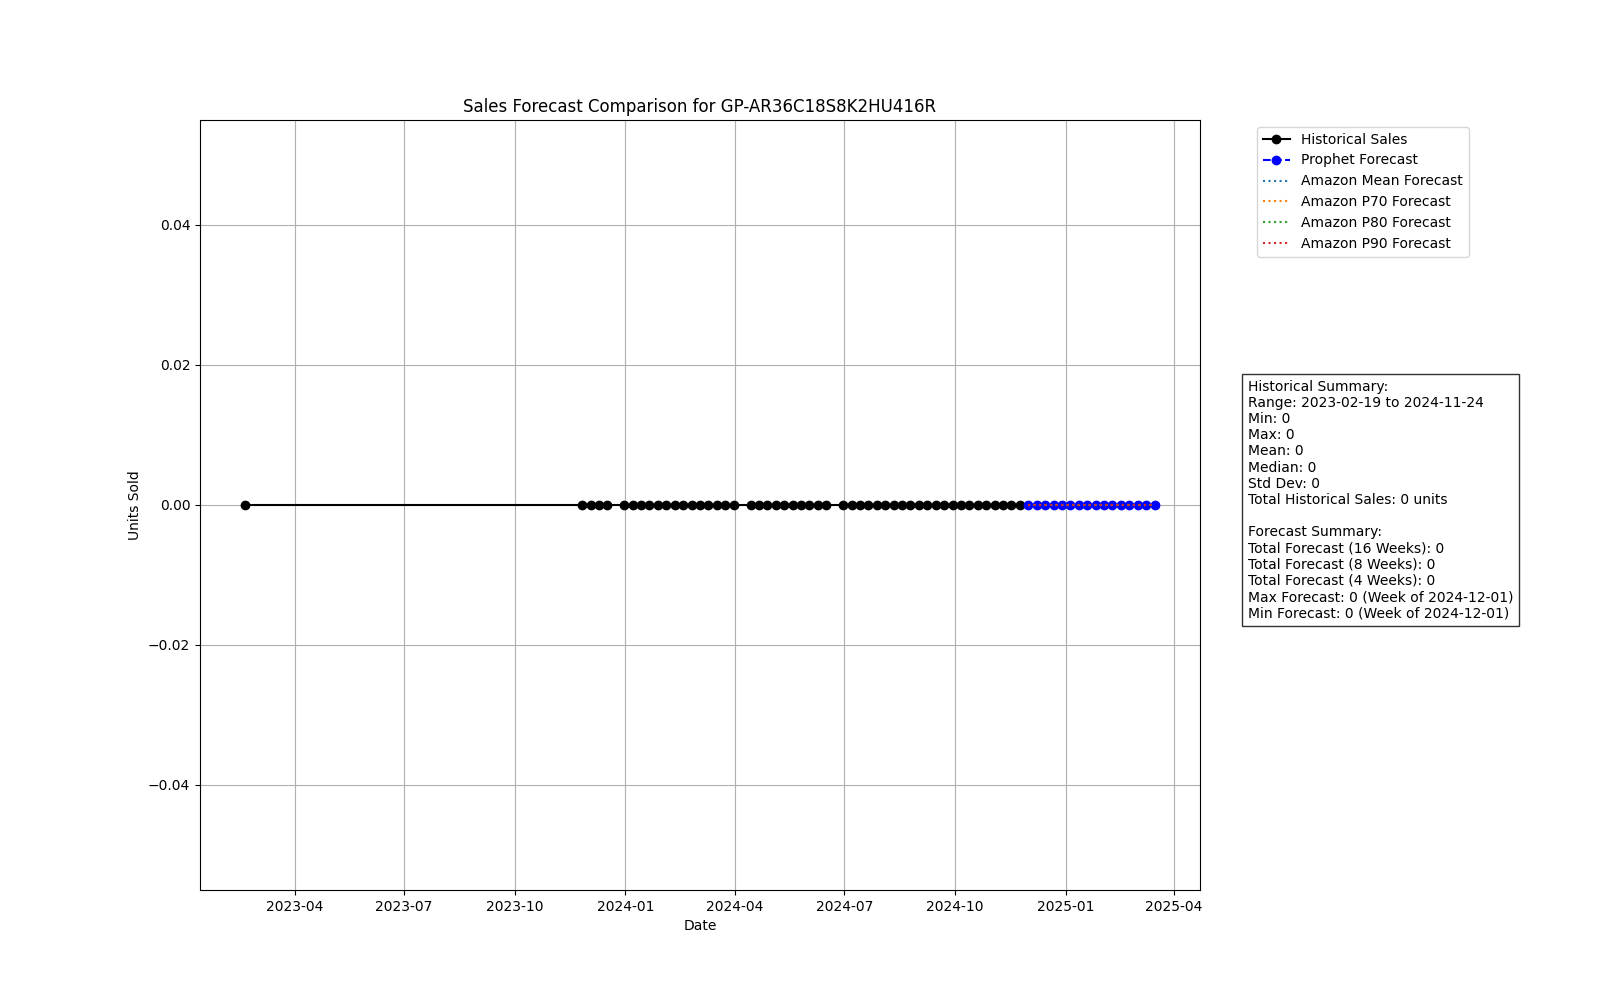 Sales Forecast Comparison for GP-AR36C18S8K2HU416R
Historical Sales
Prophet Forecast
Amazon Mean Forecast
Amazon P70 Forecast
Amazon P80 Forecast
Amazon P90 Forecast
0.04
0.02
0.00
−0.02
−0.04
Units Sold
Historical Summary:
Range: 2023-02-19 to 2024-11-24
Min: 0
Max: 0
Mean: 0
Median: 0
Std Dev: 0
Total Historical Sales: 0 units
Forecast Summary:
Total Forecast (16 Weeks): 0
Total Forecast (8 Weeks): 0
Total Forecast (4 Weeks): 0
Max Forecast: 0 (Week of 2024-12-01)
Min Forecast: 0 (Week of 2024-12-01)
2023-04 2023-07 2023-10 2024-01 2024-04 2024-07 2024-10 2025-01 2025-04
Date